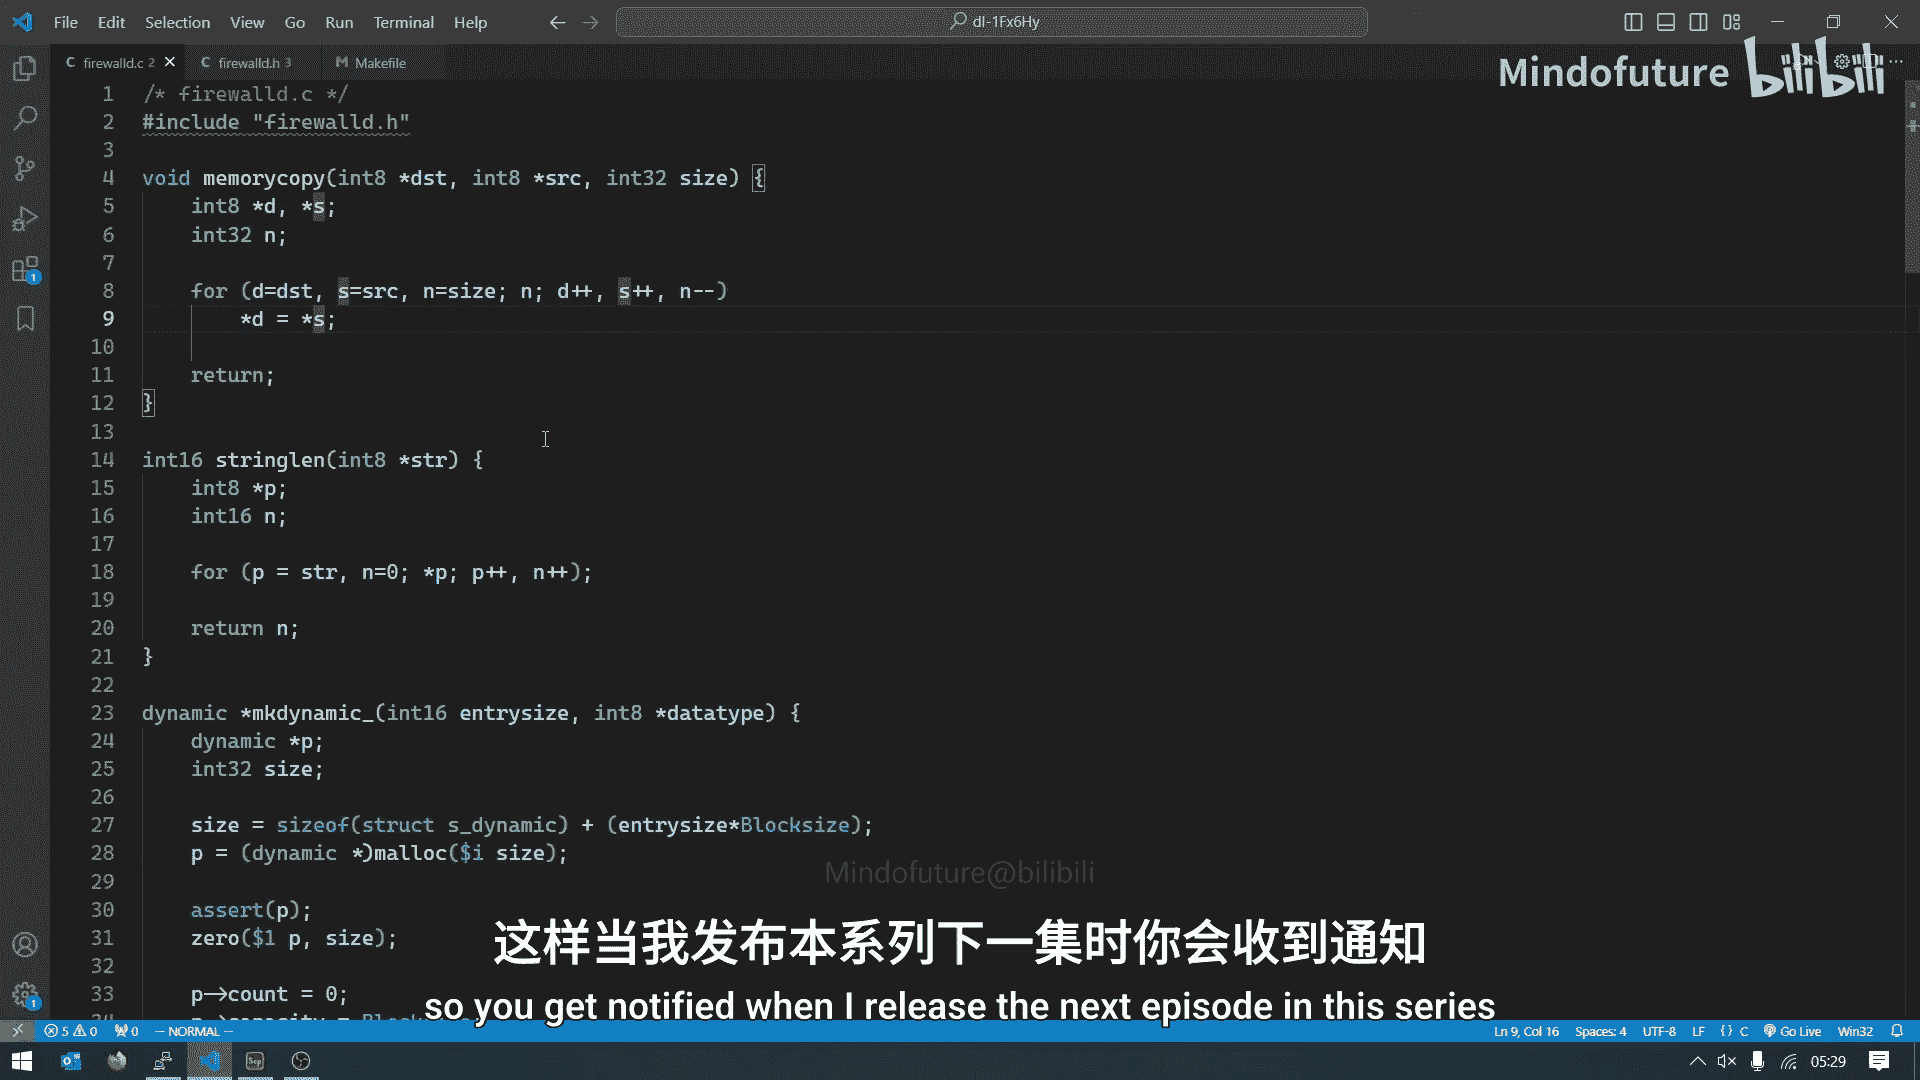 File Edit Selection View Go Run Terminal Help
dl-1Fx6Hy
firewalld.c 2
firewalld.h 3
Makefile
Mindofuture bilibili
1 /* firewalld.c */
2 #include "firewalld.h"
3
4 void memorycopy(int8 *dst, int8 *src, int32 size) {
5 int8 *d, *s;
6 int32 n;
7
8 for (d=dst, s=src, n=size; n; d++, s++, n--)
9 *d = *s;
10
11 return;
12 }
13
14 int16 stringlen(int8 *str) {
15 int8 *p;
16 int16 n;
17
18 for (p = str, n=0; *p; p++, n++);
19
20 return n;
21 }
22
23 dynamic *mkdynamic_(int16 entrysize, int8 *datatype) {
24 dynamic *p;
25 int32 size;
26
27 size = sizeof(struct s_dynamic) + (entrysize*Blocksize);
28 p = (dynamic *)malloc($i size);
29
30 assert(p);
31 zero($1 p, size);
32
33 p->count = 0;
Mindofuture@bilibili
这样当我发布本系列下一集时你会收到通知
so you get notified when I release the next episode in this series
5 0 0 -- NORMAL -- Ln 9, Col 16 Spaces: 4 UTF-8 LF {} C Go Live Win32
05:29